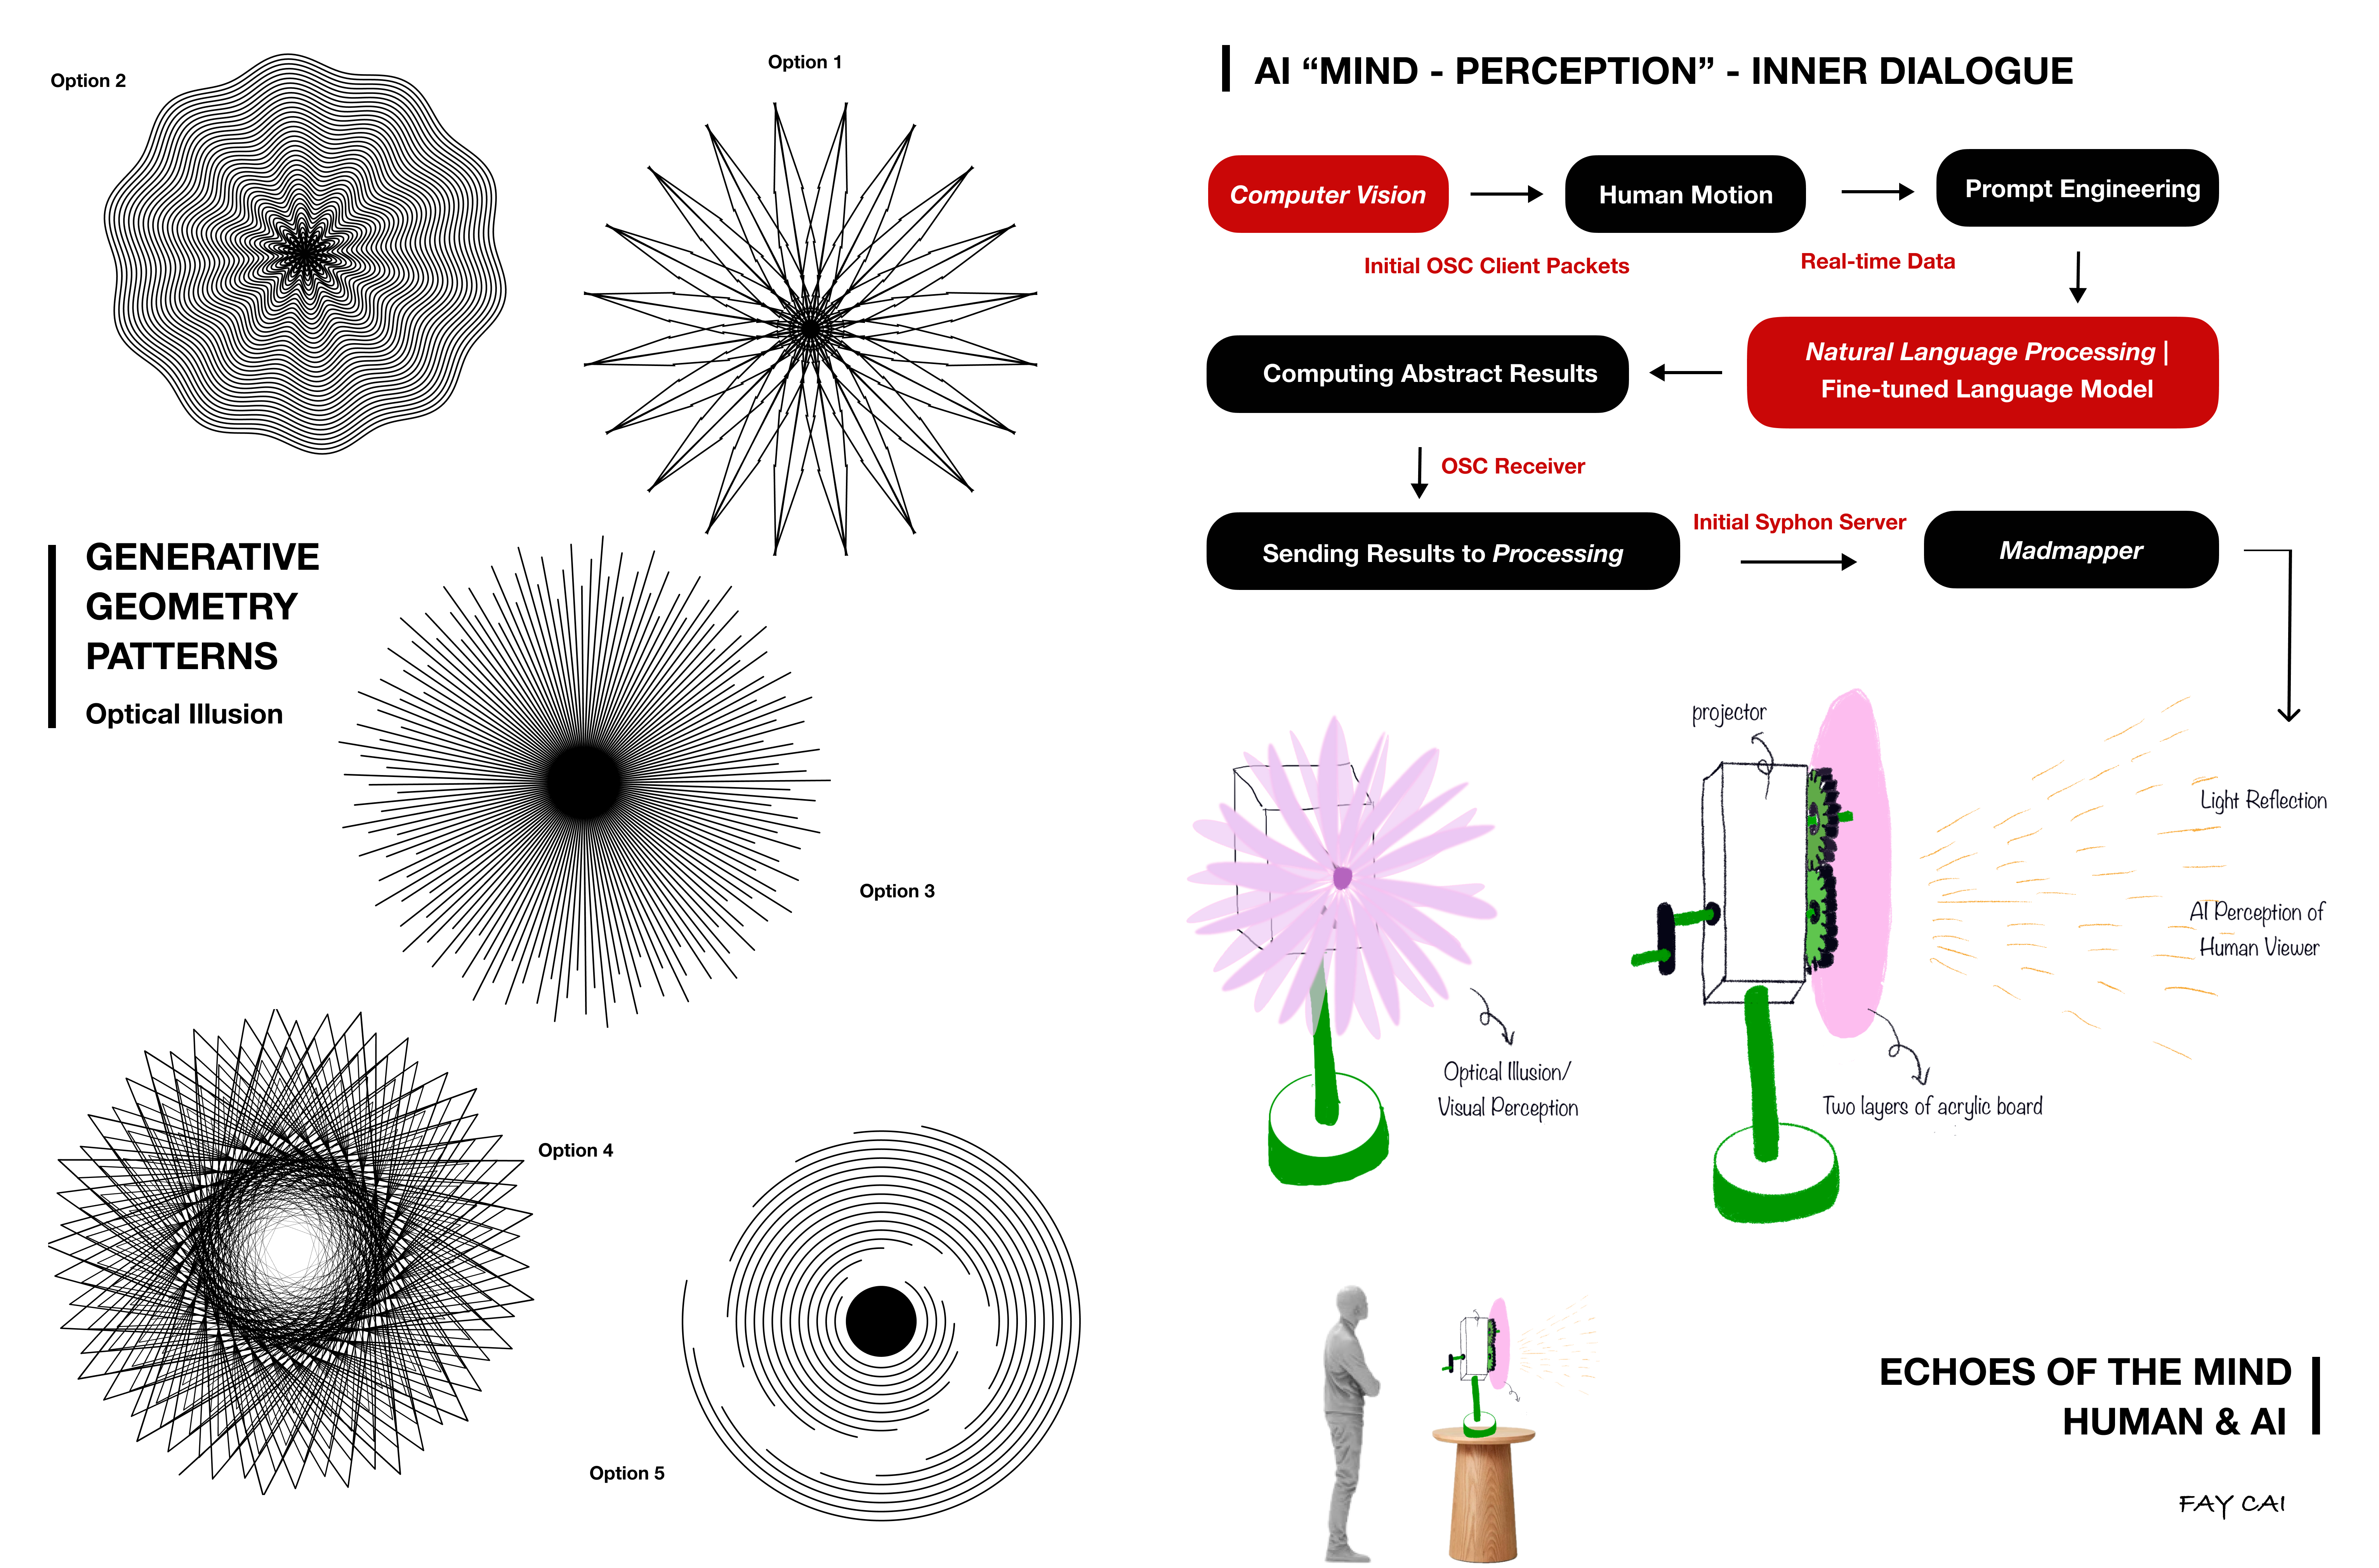 Option 2
Option 1
GENERATIVE
GEOMETRY
PATTERNS
Optical Illusion
Option 3
Option 4
Option 5
AI “MIND - PERCEPTION” - INNER DIALOGUE
Computer Vision
Human Motion
Prompt Engineering
Initial OSC Client Packets
Real-time Data
Natural Language Processing |
Fine-tuned Language Model
Computing Abstract Results
OSC Receiver
Sending Results to Processing
Initial Syphon Server
Madmapper
projector
Light Reflection
AI Perception of
Human Viewer
Optical Illusion/
Visual Perception
Two layers of acrylic board
ECHOES OF THE MIND
HUMAN & AI
FAY CAI